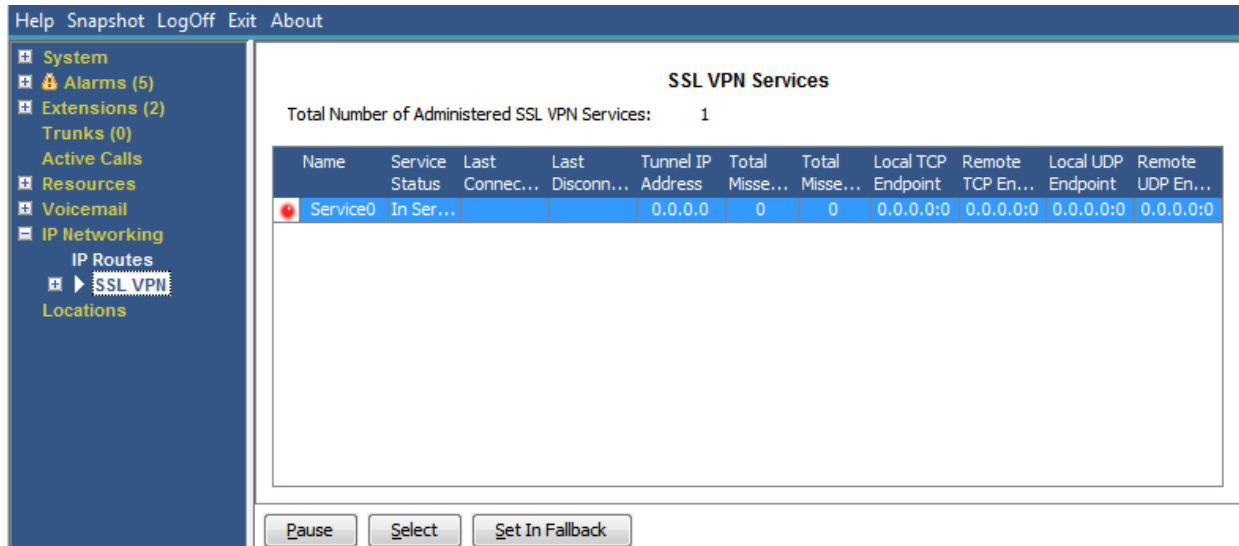 Help Snapshot LogOff Exit About
System
Alarms (5)
Extensions (2)
Trunks (0)
Active Calls
Resources
Voicemail
IP Networking
IP Routes
SSL VPN
Locations
SSL VPN Services
Total Number of Administered SSL VPN Services: 1
Name Service Last Last Tunnel IP Total Total Local TCP Remote Local UDP Remote
Status Connec... Disconn... Address Misse... Misse... Endpoint TCP En... Endpoint UDP En...
Service0 In Ser... 0.0.0.0 0 0 0.0.0.0:0 0.0.0.0:0 0.0.0.0:0 0.0.0.0:0
Pause Select Set In Fallback